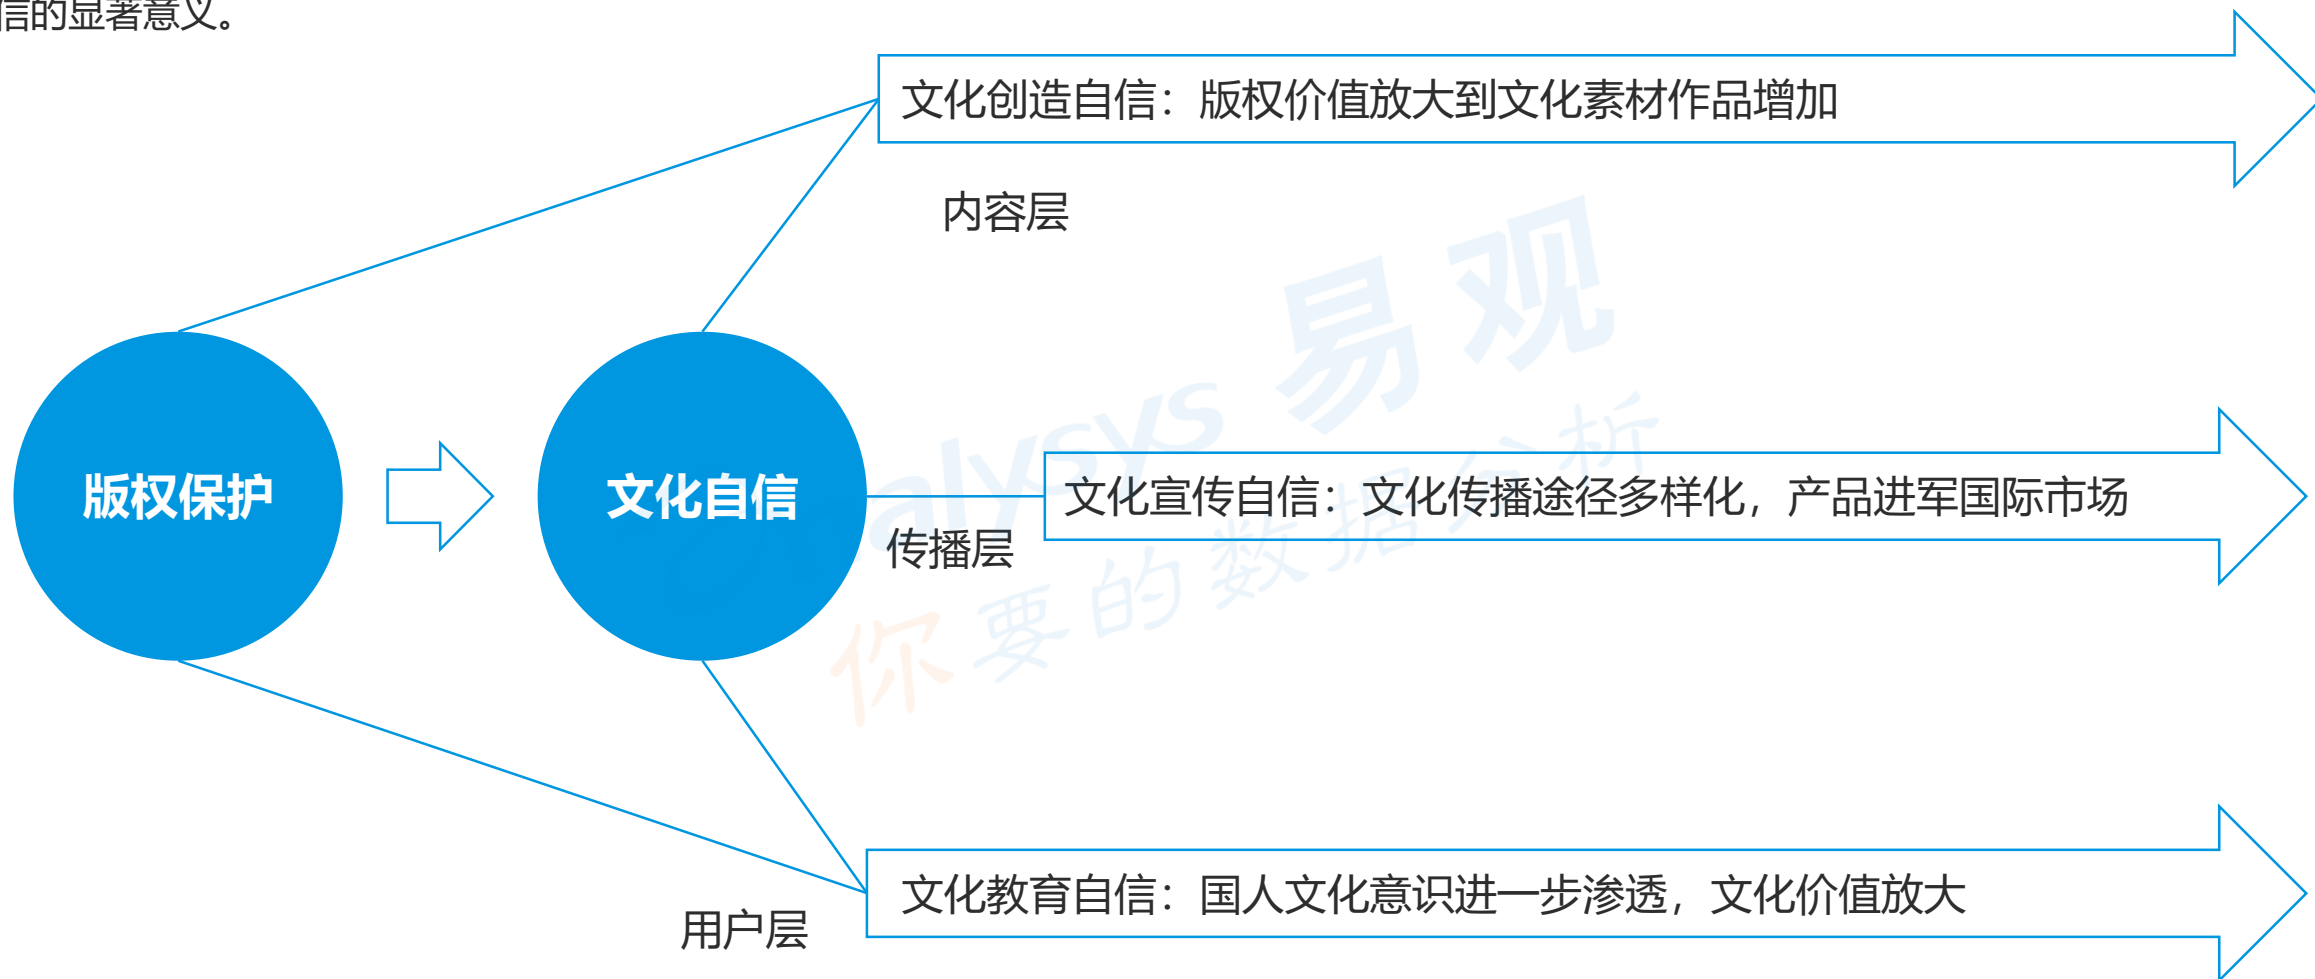 信的显著意义。
文化创造自信：版权价值放大到文化素材作品增加
内容层
版权保护
文化自信
文化宣传自信：文化传播途径多样化，产品进军国际市场
传播层
文化教育自信：国人文化意识进一步渗透，文化价值放大
用户层
alysys 易观
你要的数据分析